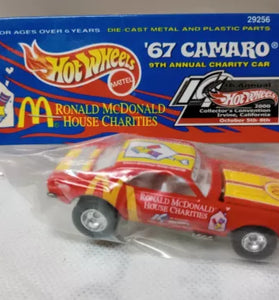 FOR AGES OVER 6 YEARS
DIE-CAST METAL AND PLASTIC PARTS
29256
Hot Wheels
MATTEL
'67 CAMARO®
9TH ANNUAL CHARITY CAR
RONALD MCDONALD
HOUSE CHARITIES
Annual
Hot Wheels
2000
Collector's Convention
Irvine, California
October 5th-8th
RONALD MCDONALD
HOUSE CHARITIES